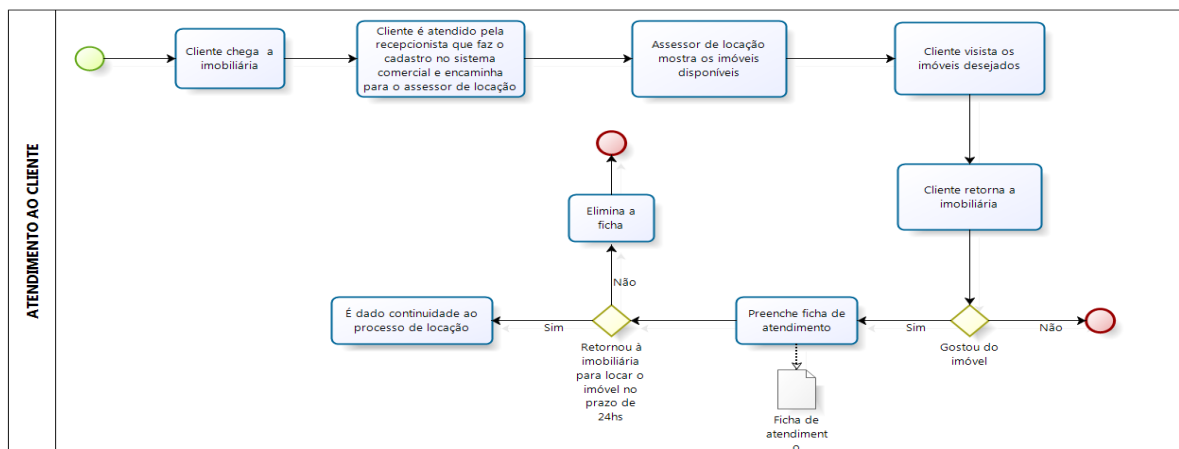 ATENDIMENTO AO CLIENTE
Cliente chega a
imobiliária
Cliente é atendido pela
recepcionista que faz o
cadastro no sistema
comercial e encaminha
para o assessor de locação
Assessor de locação
mostra os imóveis
disponíveis
Cliente visista os
imóveis desejados
Cliente retorna a
imobiliária
Gostou do
imóvel
Não
Sim
Preenche ficha de
atendimento
Ficha de
atendiment
o
Retornou à
imobiliária
para locar o
imóvel no
prazo de
24hs
Não
Elimina a
ficha
Sim
É dado continuidade ao
processo de locação